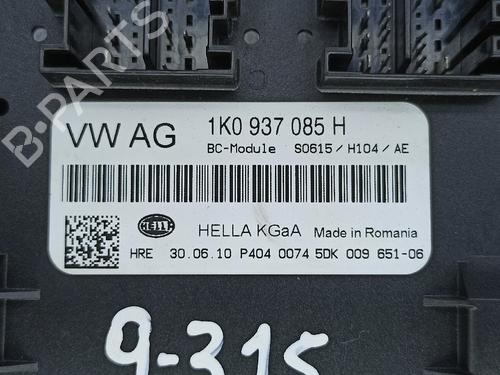 B-PARTS
VW AG 1K0 937 085 H
BC-Module S0615/H104/AE
HELLA
HELLA KGaA Made in Romania
HRE 30.06.10 P404 0074 5DK 009 651-06
9-315